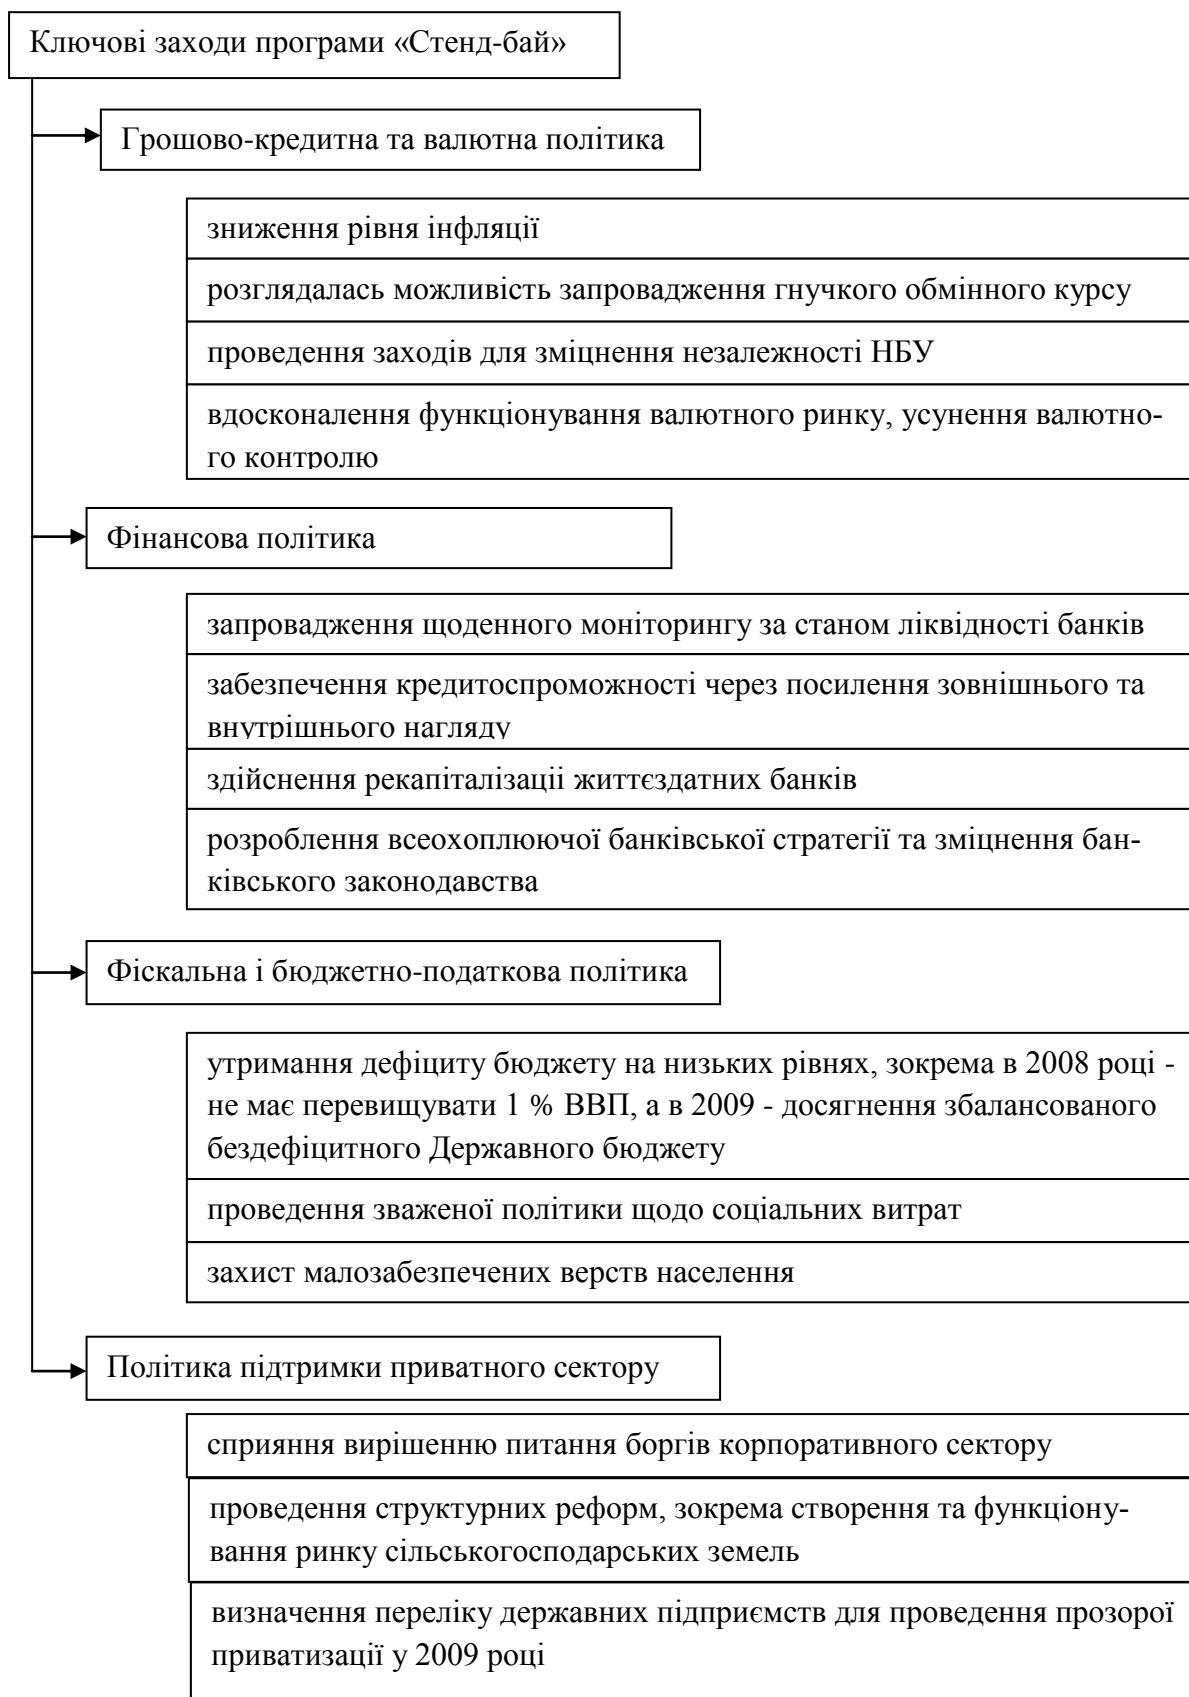 Ключові заходи програми «Стенд-бай»
Грошово-кредитна та валютна політика
зниження рівня інфляції
розглядалась можливість запровадження гнучкого обмінного курсу
проведення заходів для зміцнення незалежності НБУ
вдосконалення функціонування валютного ринку, усунення валютно-
го контролю
Фінансова політика
запровадження щоденного моніторингу за станом ліквідності банків
забезпечення кредитоспроможності через посилення зовнішнього та
внутрішнього нагляду
здійснення рекапіталізаціі життєздатних банків
розроблення всеохоплюючої банківської стратегії та зміцнення бан-
ківського законодавства
Фіскальна і бюджетно-податкова політика
утримання дефіциту бюджету на низьких рівнях, зокрема в 2008 році -
не має перевищувати 1 % ВВП, а в 2009 - досягнення збалансованого
бездефіцитного Державного бюджету
проведення зваженої політики щодо соціальних витрат
захист малозабезпечених верств населення
Політика підтримки приватного сектору
сприяння вирішенню питання боргів корпоративного сектору
проведення структурних реформ, зокрема створення та функціону-
вання ринку сільськогосподарських земель
визначення переліку державних підприємств для проведення прозорої
приватизації у 2009 році